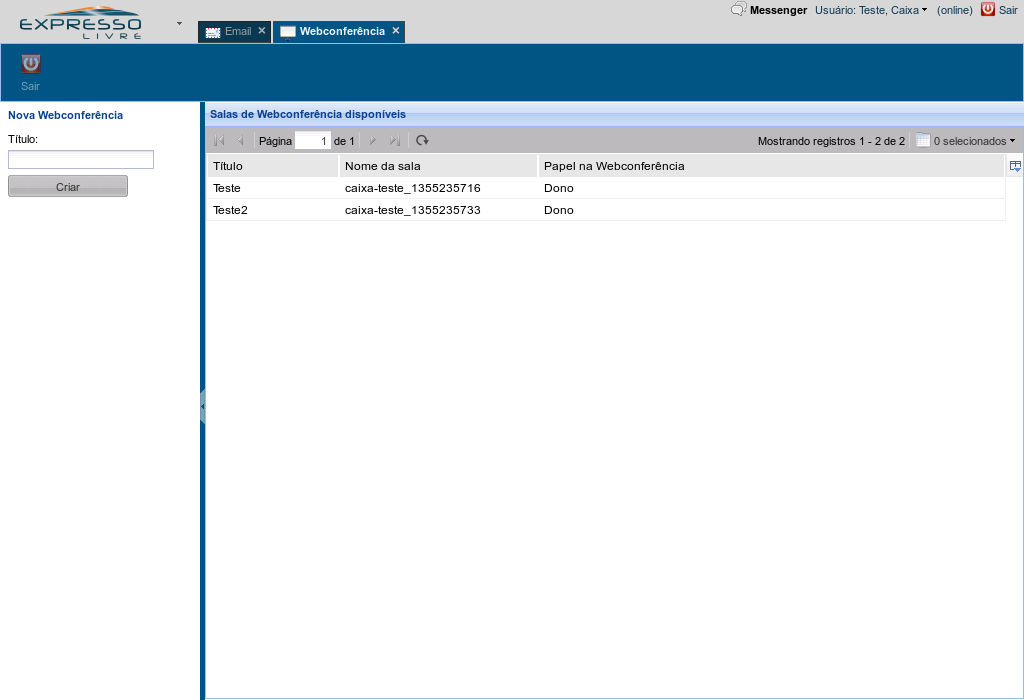 EXPRESSO
LIVRE
Email
Webconferência
Messenger Usuário: Teste, Caixa (online) Sair
Sair
Nova Webconferência
Título:
Criar
Salas de Webconferência disponíveis
Página 1 de 1 Mostrando registros 1 - 2 de 2 0 selecionados
Título Nome da sala Papel na Webconferência
Teste caixa-teste_1355235716 Dono
Teste2 caixa-teste_1355235733 Dono